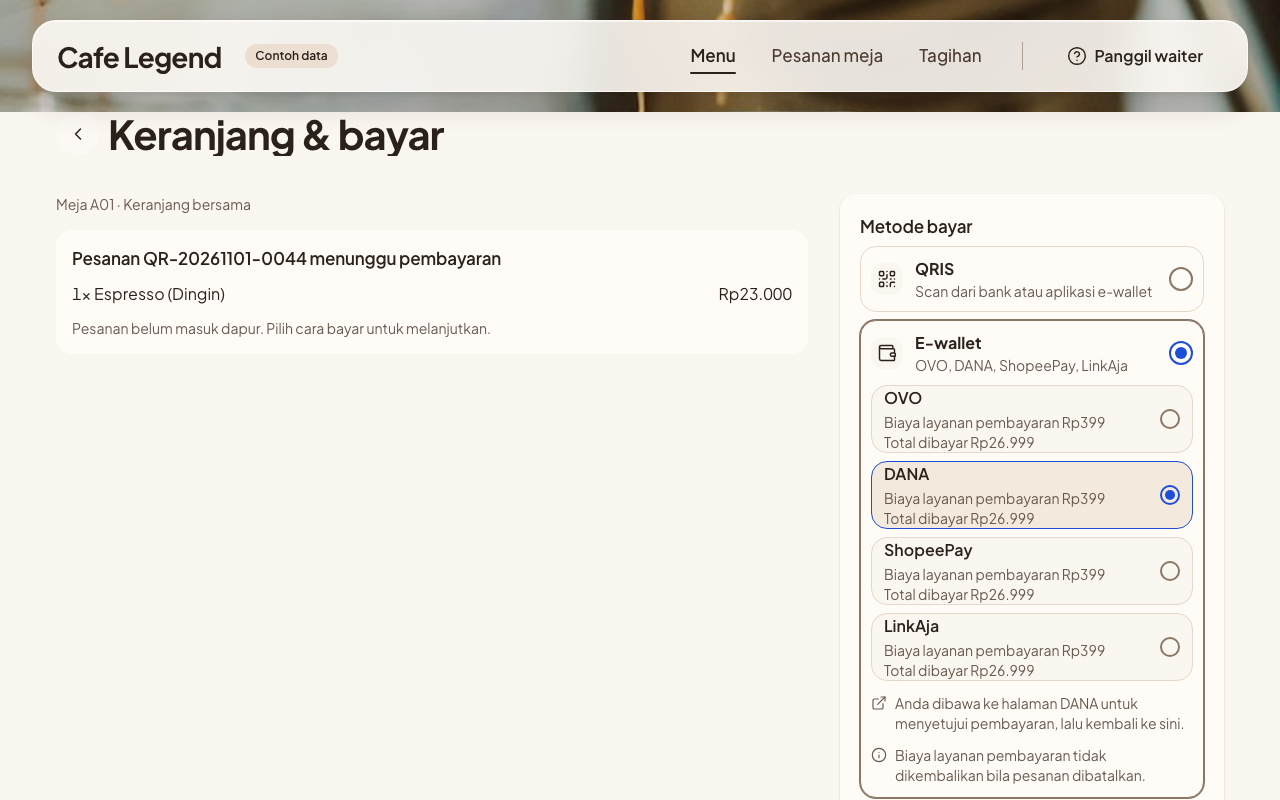 Cafe Legend
Contoh data
Menu
Pesanan meja
Tagihan
Panggil waiter
Keranjang & bayar
Meja A01 · Keranjang bersama
Pesanan QR-20261101-0044 menunggu pembayaran
1× Espresso (Dingin) Rp23.000
Pesanan belum masuk dapur. Pilih cara bayar untuk melanjutkan.
Metode bayar
QRIS
Scan dari bank atau aplikasi e-wallet
E-wallet
OVO, DANA, ShopeePay, LinkAja
OVO
Biaya layanan pembayaran Rp399
Total dibayar Rp26.999
DANA
Biaya layanan pembayaran Rp399
Total dibayar Rp26.999
ShopeePay
Biaya layanan pembayaran Rp399
Total dibayar Rp26.999
LinkAja
Biaya layanan pembayaran Rp399
Total dibayar Rp26.999
Anda dibawa ke halaman DANA untuk
menyetujui pembayaran, lalu kembali ke sini.
Biaya layanan pembayaran tidak
dikembalikan bila pesanan dibatalkan.